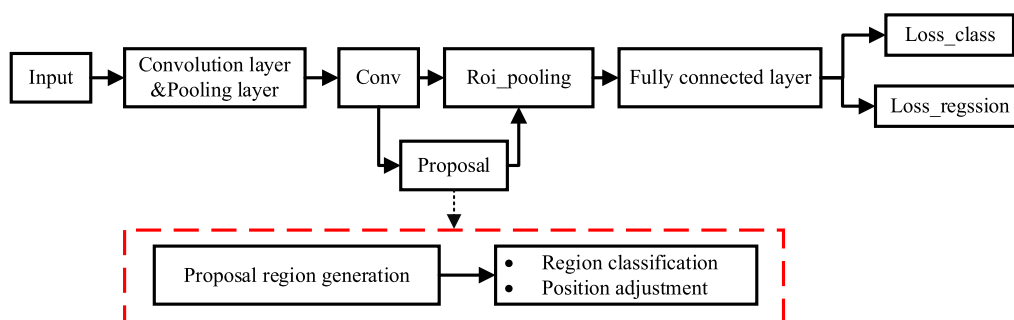 Input
Convolution layer
&Pooling layer
Conv
Roi_pooling
Fully connected layer
Loss_class
Loss_regssion
Proposal
Proposal region generation
• Region classification
• Position adjustment